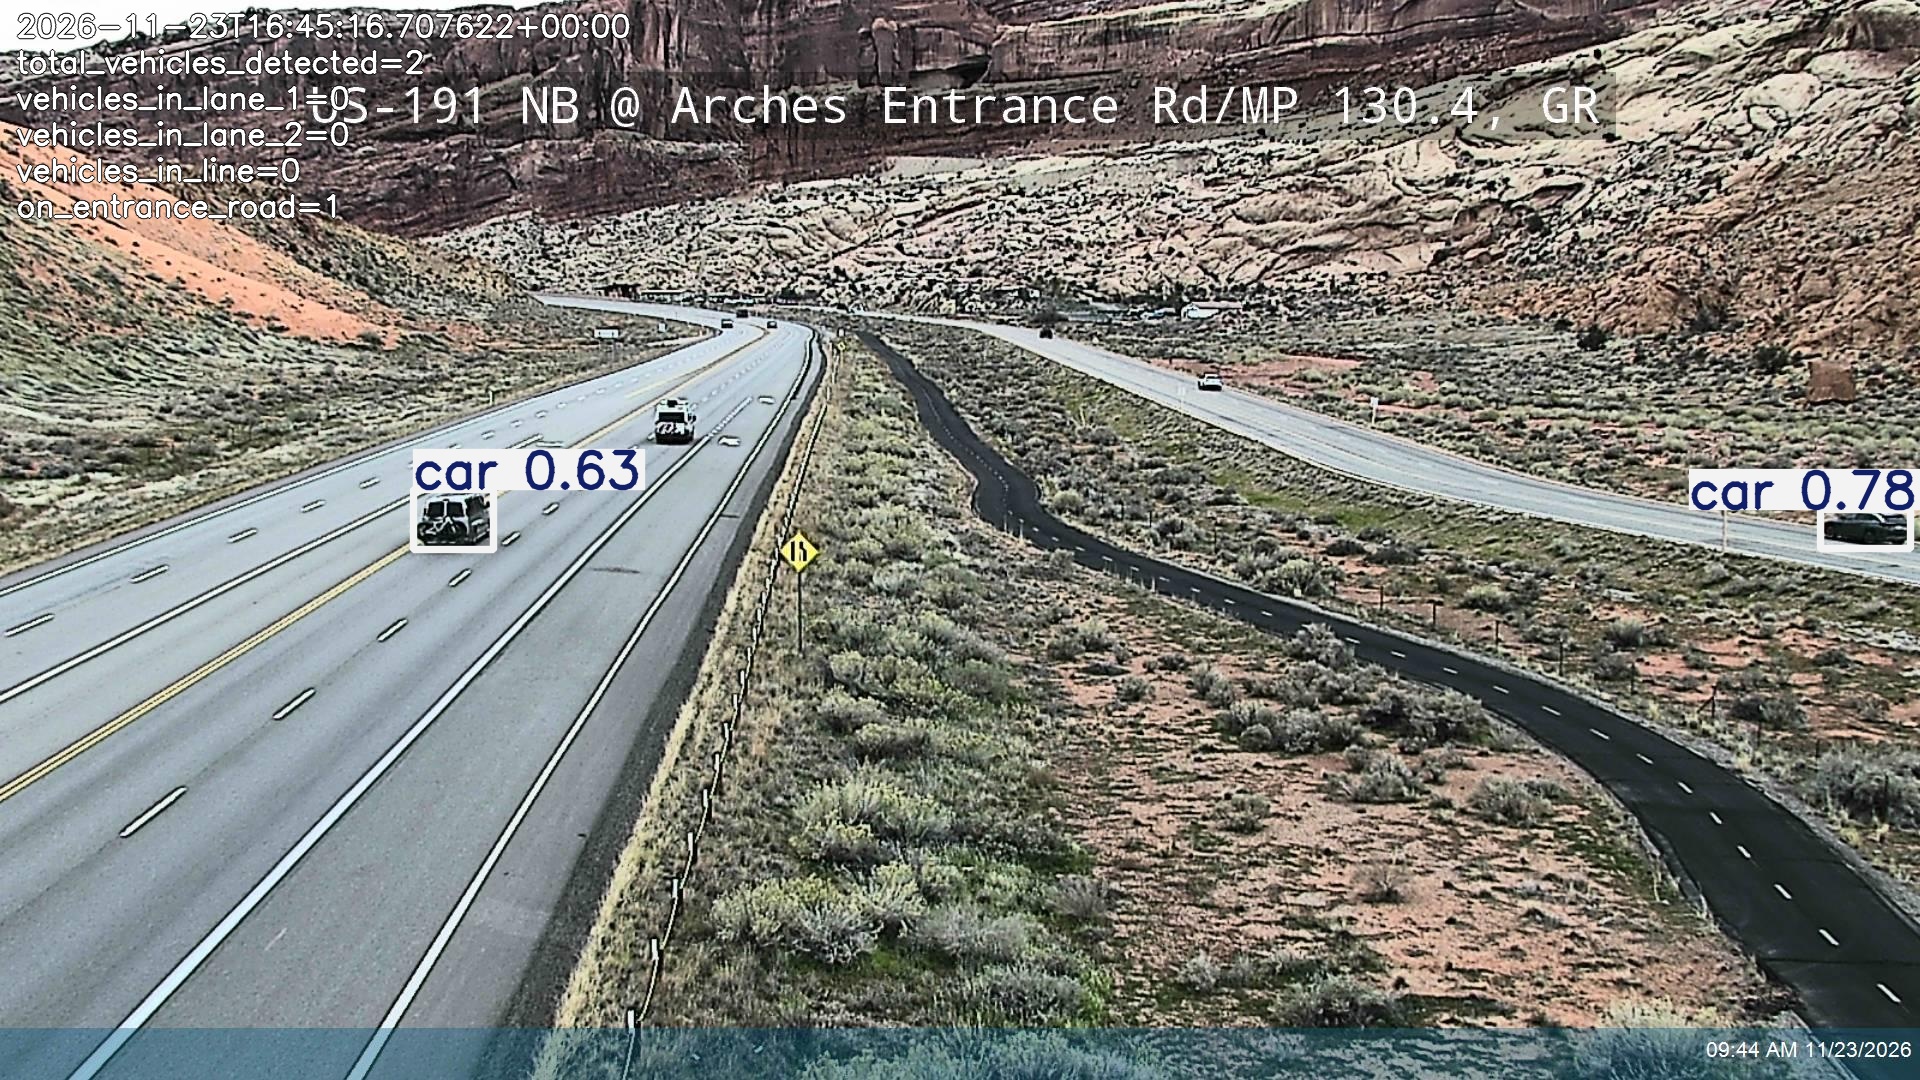 2026-11-23T16:45:16.707622+00:00
total_vehicles_detected=2
vehicles_in_lane_1=0
US-191 NB @ Arches Entrance Rd/MP 130.4, GR
vehicles_in_lane_2=0
vehicles_in_line=0
on_entrance_road=1
car 0.63
car 0.78
09:44 AM 11/23/2026